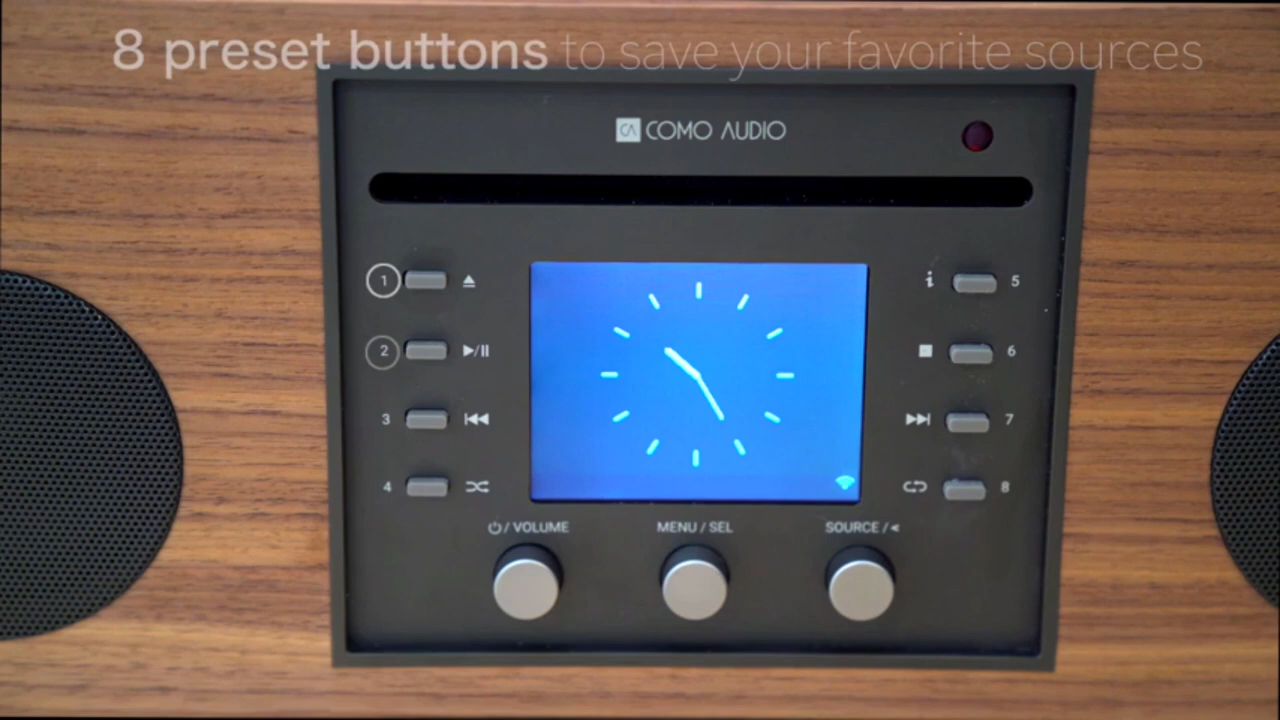 8 preset buttons to save your favorite sources
CA COMO AUDIO
1 5
2 6
3 7
4 8
/ VOLUME MENU / SEL SOURCE /